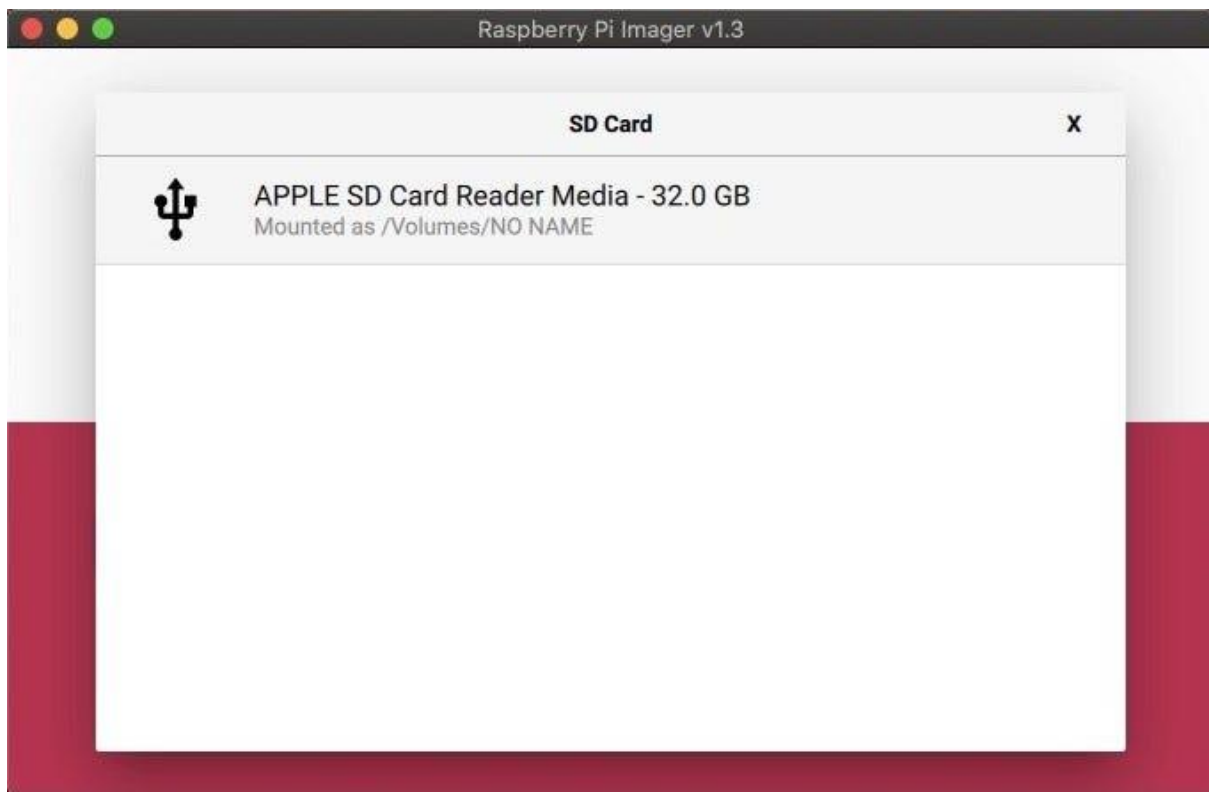 Raspberry Pi Imager v1.3
SD Card X
APPLE SD Card Reader Media - 32.0 GB
Mounted as /Volumes/NO NAME